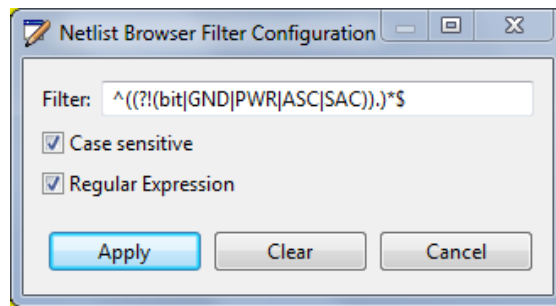 Netlist Browser Filter Configuration
Filter: ^((?!(bit|GND|PWR|ASC|SAC)).)*$
Case sensitive
Regular Expression
Apply Clear Cancel